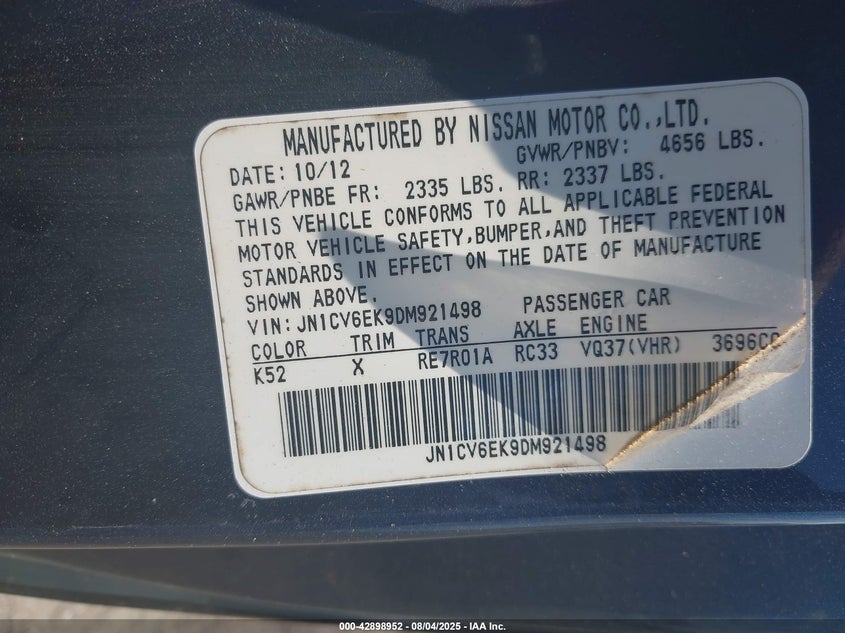 MANUFACTURED BY NISSAN MOTOR CO.,LTD.
DATE: 10/12 GVWR/PNBV: 4656 LBS.
GAWR/PNBE FR: 2335 LBS. RR: 2337 LBS.
THIS VEHICLE CONFORMS TO ALL APPLICABLE FEDERAL
MOTOR VEHICLE SAFETY,BUMPER,AND THEFT PREVENTION
STANDARDS IN EFFECT ON THE DATE OF MANUFACTURE
SHOWN ABOVE.
VIN: JN1CV6EK9DM921498 PASSENGER CAR
COLOR TRIM TRANS AXLE ENGINE
K52 X RE7R01A RC33 VQ37(VHR) 3696CC
JN1CV6EK9DM921498
000-42898952 - 08/04/2025 - IAA Inc.